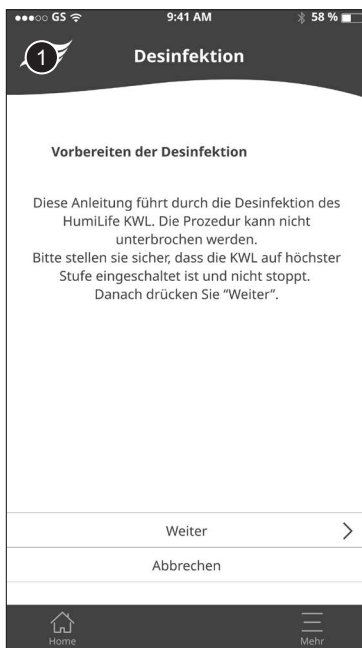 GS 9:41 AM 58 %
1 Desinfektion
Vorbereiten der Desinfektion
Diese Anleitung führt durch die Desinfektion des
HumiLife KWL. Die Prozedur kann nicht
unterbrochen werden.
Bitte stellen sie sicher, dass die KWL auf höchster
Stufe eingeschaltet ist und nicht stoppt.
Danach drücken Sie "Weiter".
Weiter
Abbrechen
Home Mehr